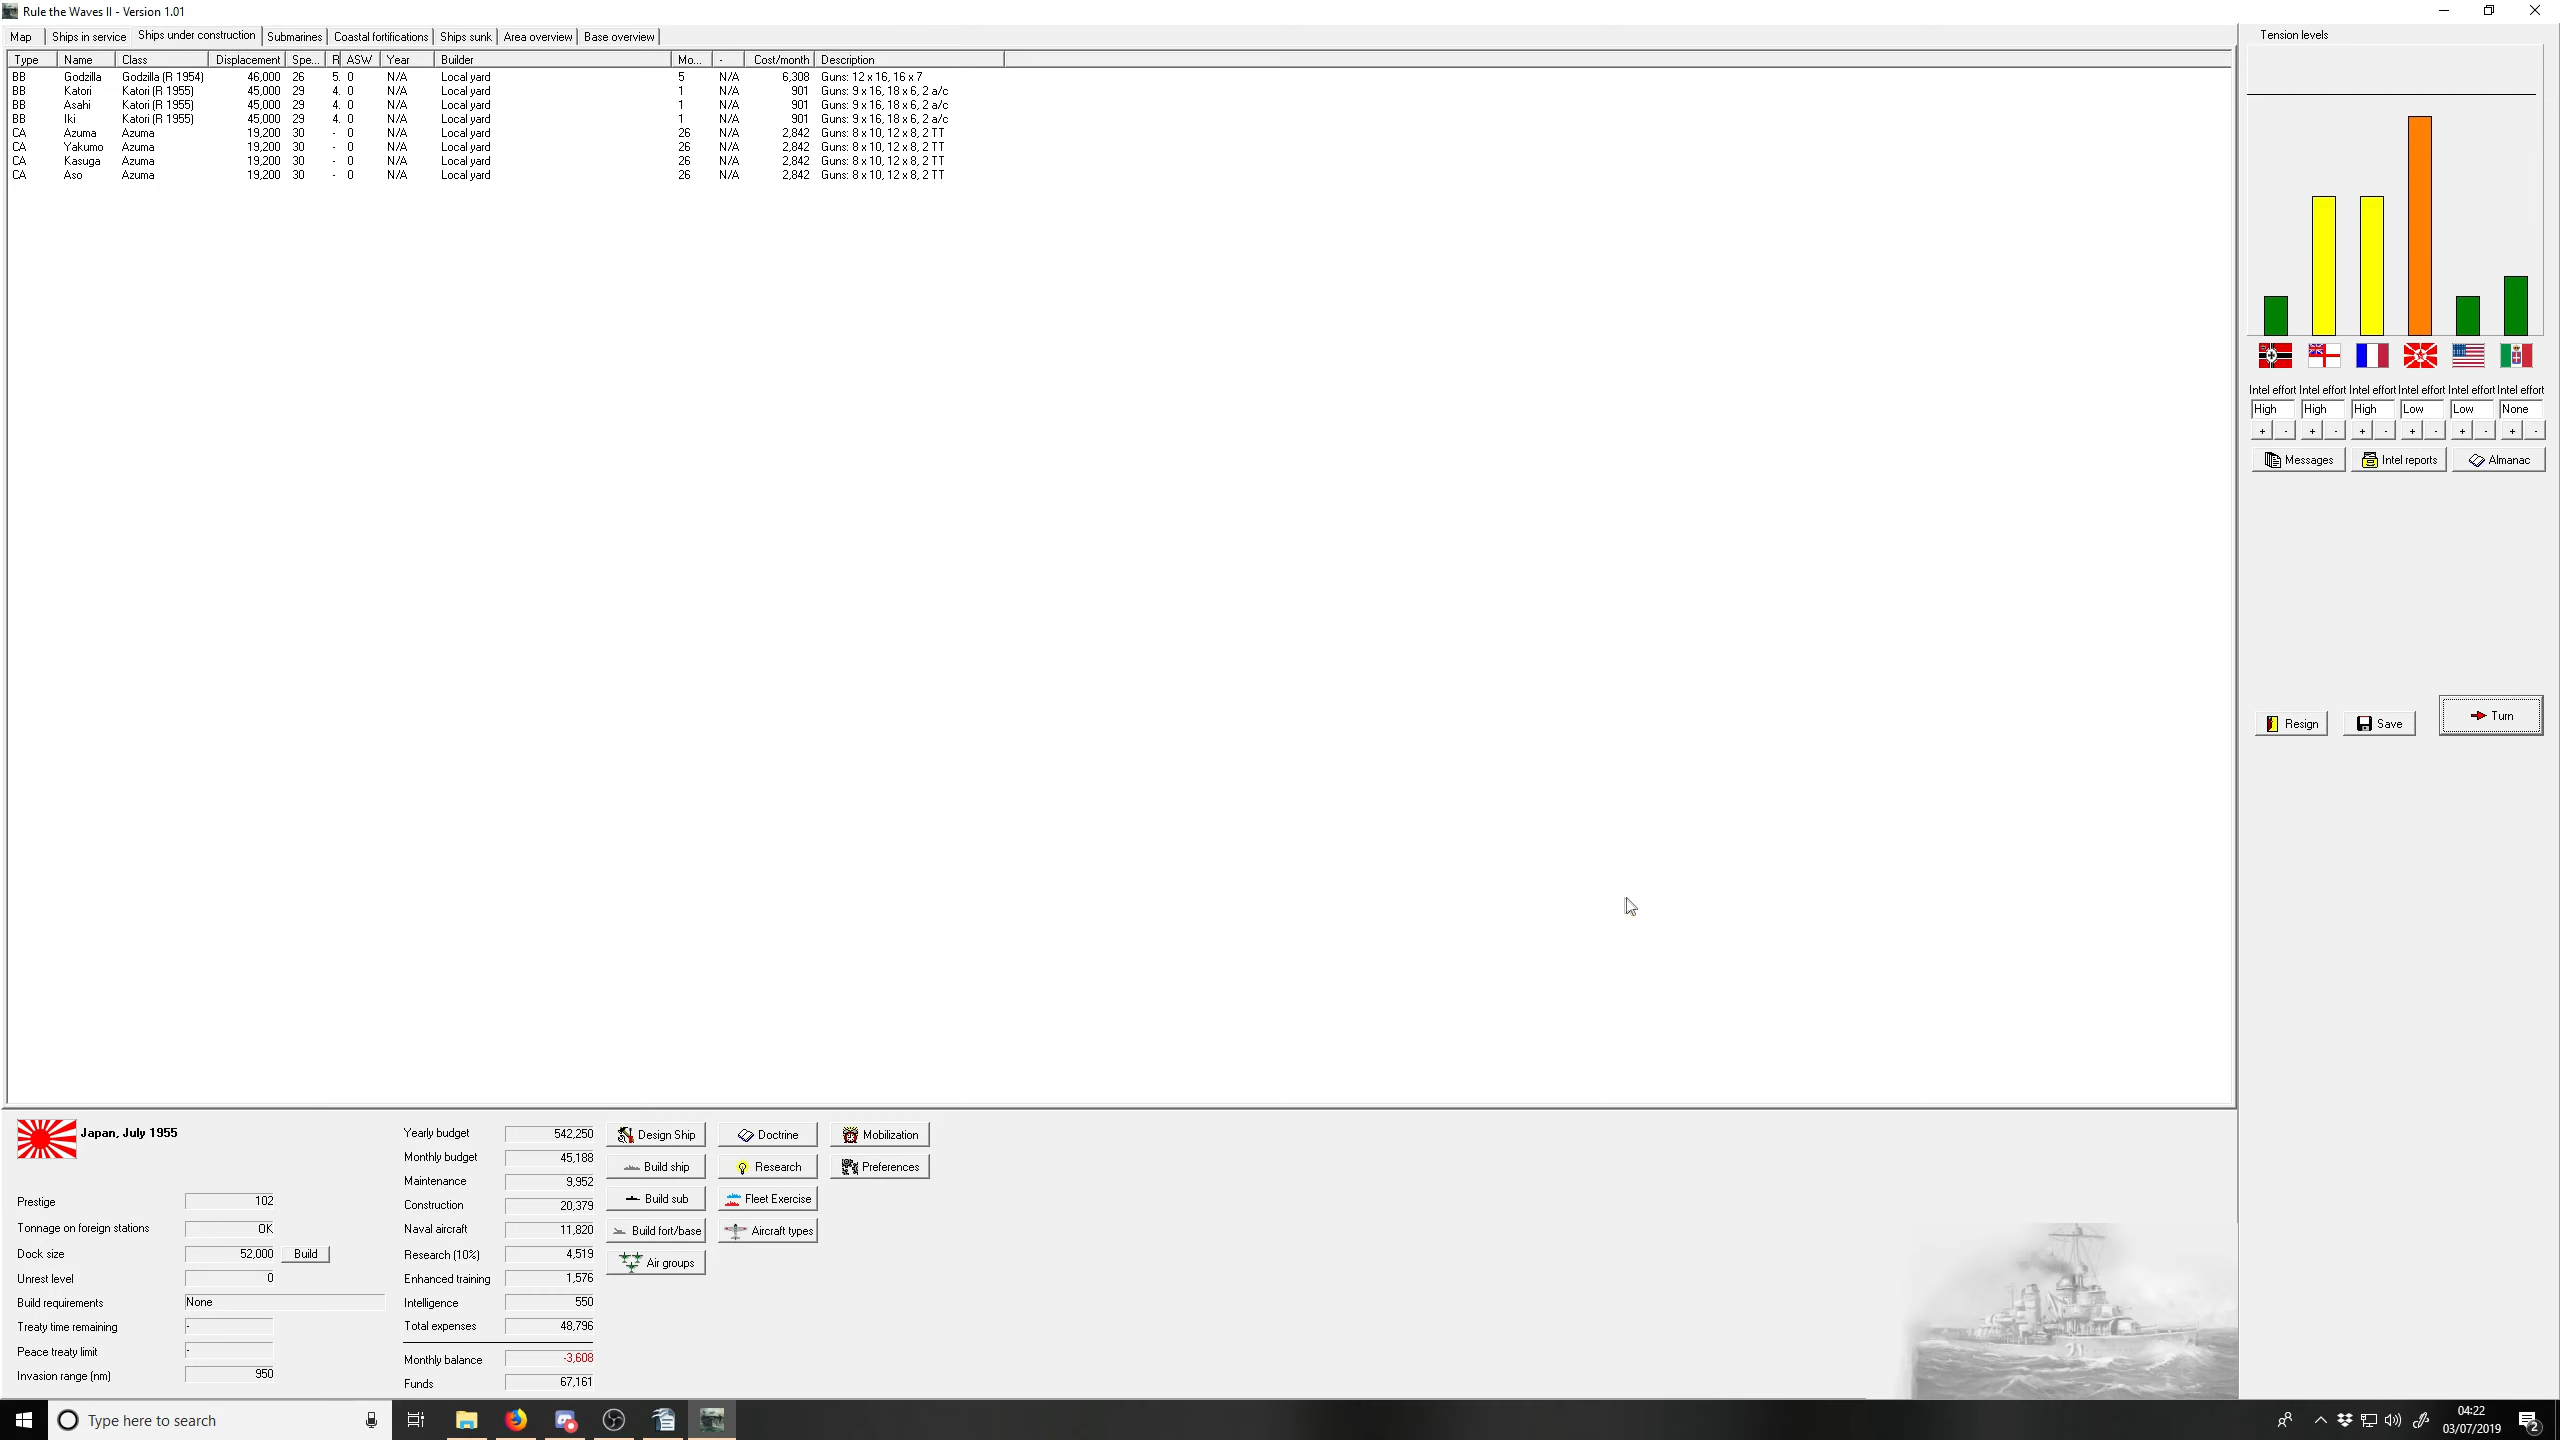 Rule the Waves II - Version 1.01
Map Ships in service Ships under construction Submarines Coastal fortifications Ships sunk Area overview Base overview
Type Name Class Displacement Spe... R ASW Year Builder Mo... - Cost/month Description
BB Godzilla Godzilla (R 1954) 46,000 26 5. 0 N/A Local yard 5 N/A 6,308 Guns: 12 x 16, 16 x 7
BB Katori Katori (R 1955) 45,000 29 4. 0 N/A Local yard 1 N/A 901 Guns: 9 x 16, 18 x 6, 2 a/c
BB Asahi Katori (R 1955) 45,000 29 4. 0 N/A Local yard 1 N/A 901 Guns: 9 x 16, 18 x 6, 2 a/c
BB Iki Katori (R 1955) 45,000 29 4. 0 N/A Local yard 1 N/A 901 Guns: 9 x 16, 18 x 6, 2 a/c
CA Azuma Azuma 19,200 30 - 0 N/A Local yard 26 N/A 2,842 Guns: 8 x 10, 12 x 8, 2 TT
CA Yakumo Azuma 19,200 30 - 0 N/A Local yard 26 N/A 2,842 Guns: 8 x 10, 12 x 8, 2 TT
CA Kasuga Azuma 19,200 30 - 0 N/A Local yard 26 N/A 2,842 Guns: 8 x 10, 12 x 8, 2 TT
CA Aso Azuma 19,200 30 - 0 N/A Local yard 26 N/A 2,842 Guns: 8 x 10, 12 x 8, 2 TT
Tension levels
Intel effort Intel effort Intel effort Intel effort Intel effort Intel effort
High High High Low Low None
+ - + - + - + - + - + -
Messages Intel reports Almanac
Resign Save Turn
Japan, July 1955
Prestige 102
Tonnage on foreign stations OK
Dock size 52,000 Build
Unrest level 0
Build requirements None
Treaty time remaining -
Peace treaty limit -
Invasion range (nm) 950
Yearly budget 542,250
Monthly budget 45,188
Maintenance 9,952
Construction 20,379
Naval aircraft 11,820
Research (10%) 4,519
Enhanced training 1,576
Intelligence 550
Total expenses 48,796
Monthly balance -3,608
Funds 67,161
Design Ship Doctrine Mobilization
Build ship Research Preferences
Build sub Fleet Exercise
Build fort/base Aircraft types
Air groups
Type here to search
04:22
03/07/2019
2